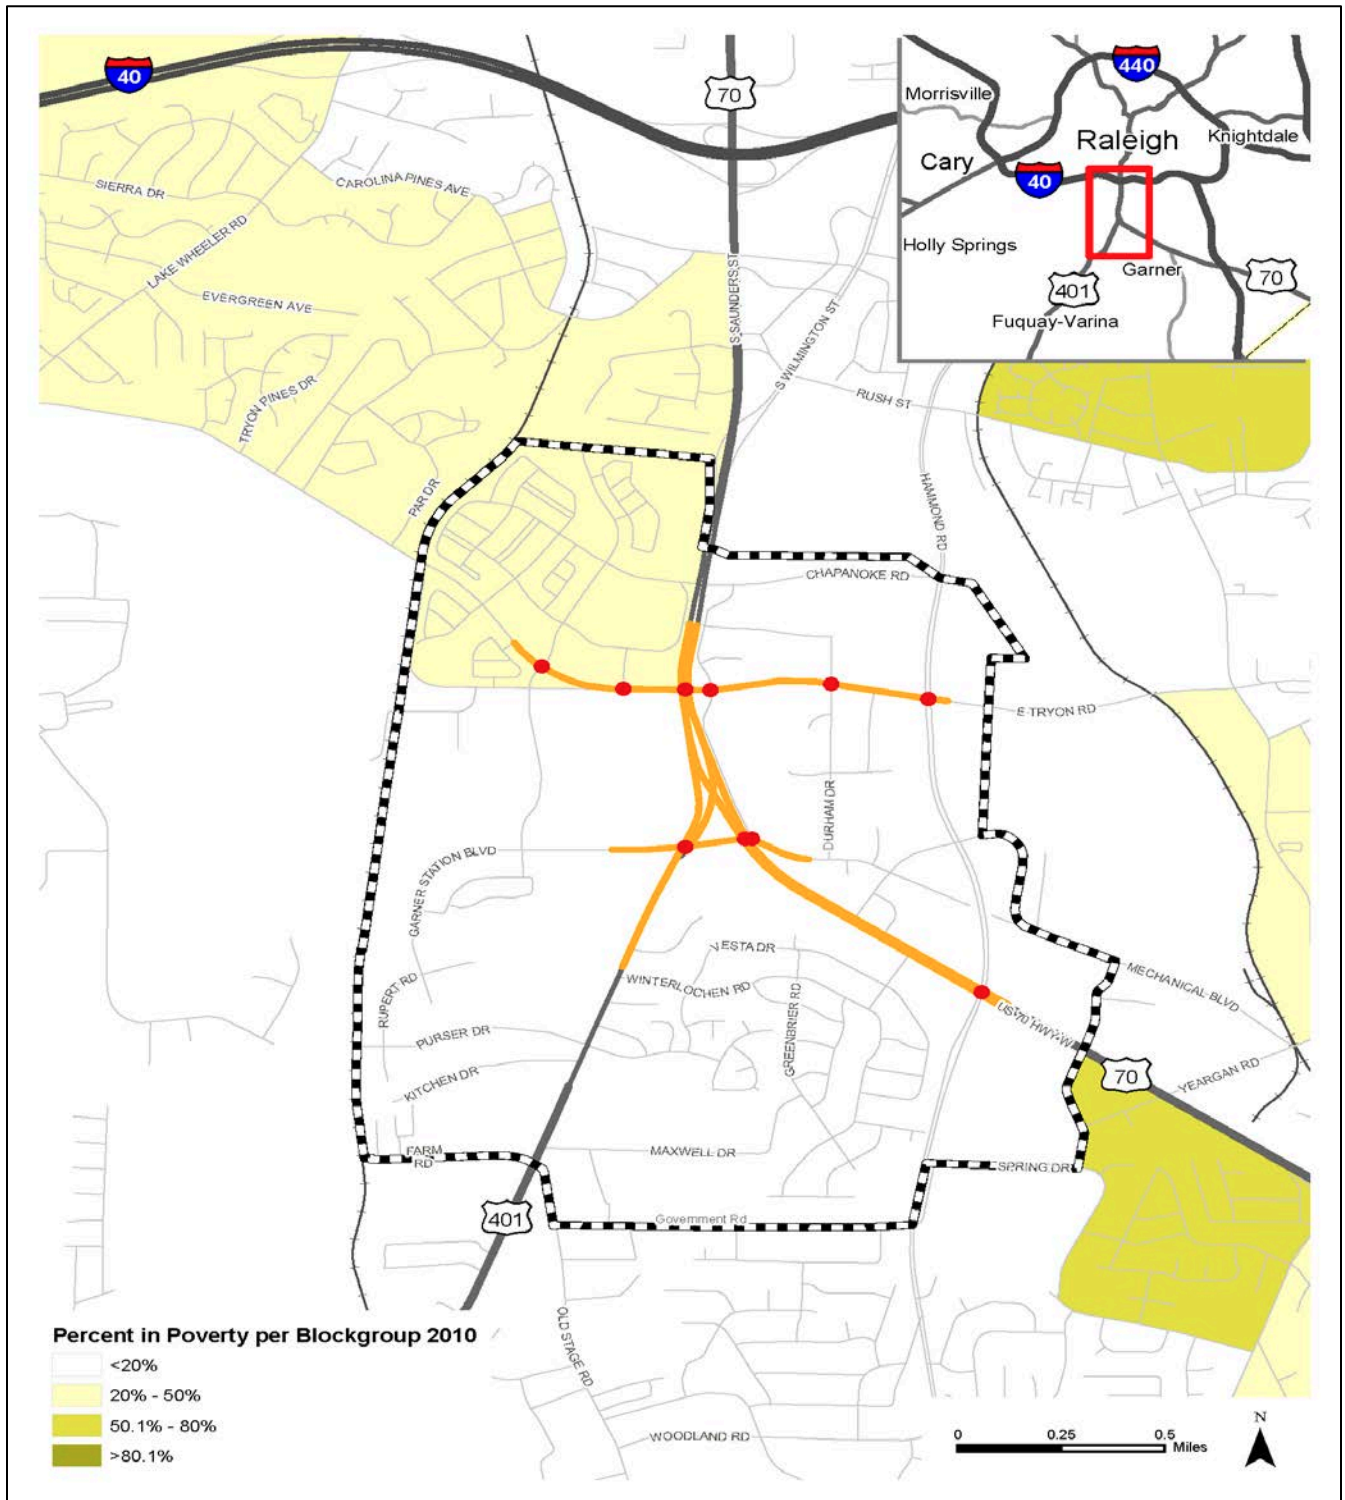 40
70
SIERRA DR
CAROLINA PINES AVE
LAKE WHEELER RD
EVERGREEN AVE
TRYON PINES DR
PAR DR
S SAUNDERS ST
S WILMINGTON ST
RUSH ST
HAMMOND RD
440
Morrisville
Raleigh
Knightdale
Cary
40
Holly Springs
Garner
70
401
Fuquay-Varina
CHAPANOKE RD
E TRYON RD
DURHAM DR
GARNER STATION BLVD
VESTA DR
WINTERLOCHEN RD
GREENBRIER RD
RUPERT RD
PURSER DR
KITCHEN DR
MECHANICAL BLVD
US 70 HWY W
70
YEARGAN RD
FARM
RD
MAXWELL DR
SPRING DR
401
Government Rd
OLD STAGE RD
WOODLAND RD
Percent in Poverty per Blockgroup 2010
<20%
20% - 50%
50.1% - 80%
>80.1%
0 0.25 0.5
Miles
N